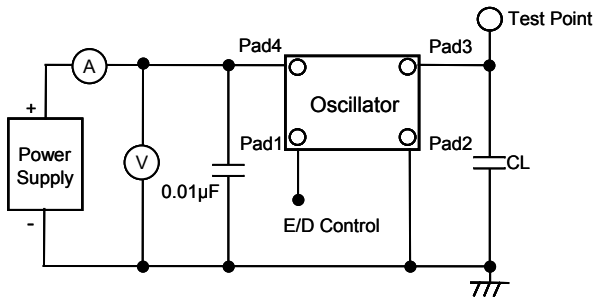 Test Point
Pad4
Pad3
A
Oscillator
+
Pad1
Pad2
Power
Supply
V
CL
0.01µF
-
E/D Control